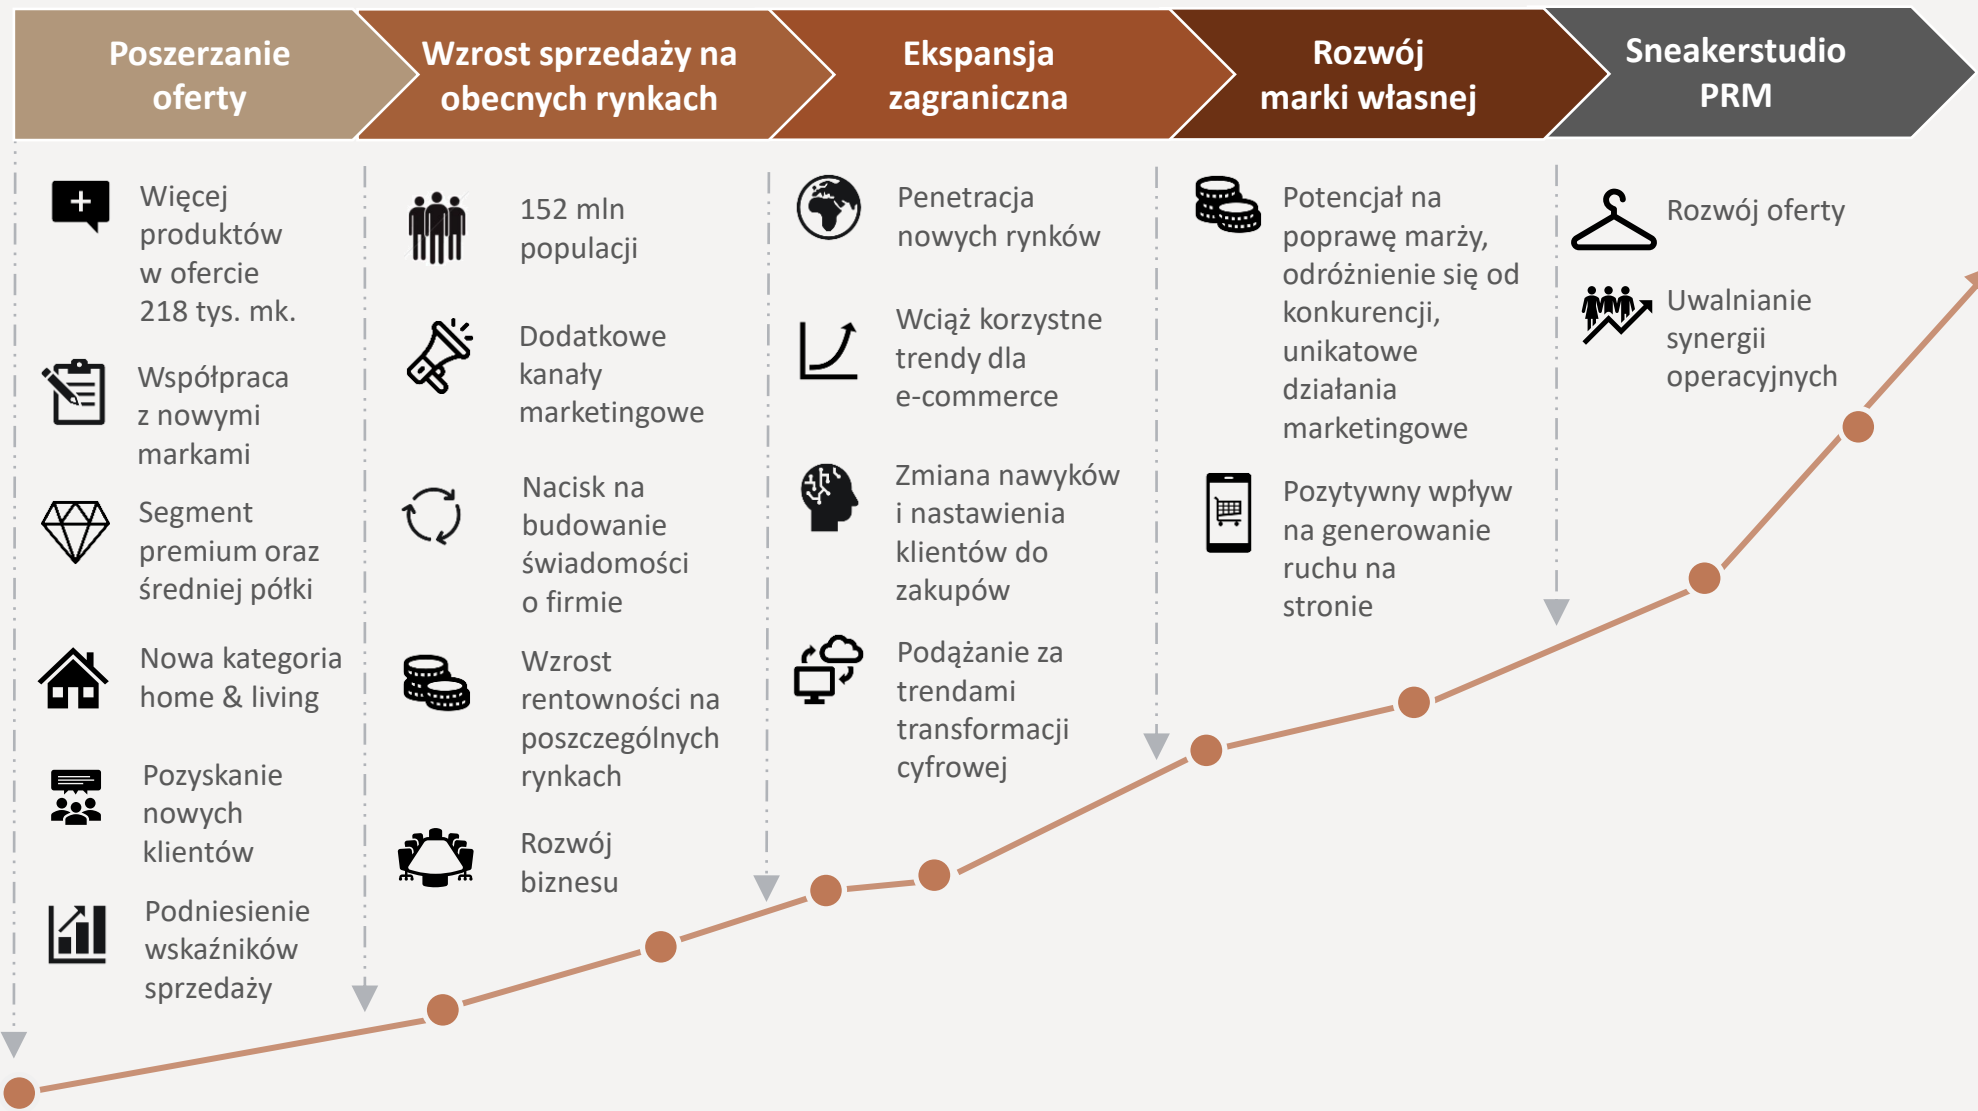 Poszerzanie
oferty
Wzrost sprzedaży na
obecnych rynkach
Ekspansja
zagraniczna
Rozwój
marki własnej
Sneakerstudio
PRM
Więcej
produktów
w ofercie
218 tys. mk.
Współpraca
z nowymi
markami
Segment
premium oraz
średniej półki
Nowa kategoria
home & living
Pozyskanie
nowych
klientów
Podniesienie
wskaźników
sprzedaży
152 mln
populacji
Dodatkowe
kanały
marketingowe
Nacisk na
budowanie
świadomości
o firmie
Wzrost
rentowności na
poszczególnych
rynkach
Rozwój
biznesu
Penetracja
nowych rynków
Wciąż korzystne
trendy dla
e-commerce
Zmiana nawyków
i nastawienia
klientów do
zakupów
Podążanie za
trendami
transformacji
cyfrowej
Potencjał na
poprawę marży,
odróżnienie się od
konkurencji,
unikatowe
działania
marketingowe
Pozytywny wpływ
na generowanie
ruchu na
stronie
Rozwój oferty
Uwalnianie
synergii
operacyjnych